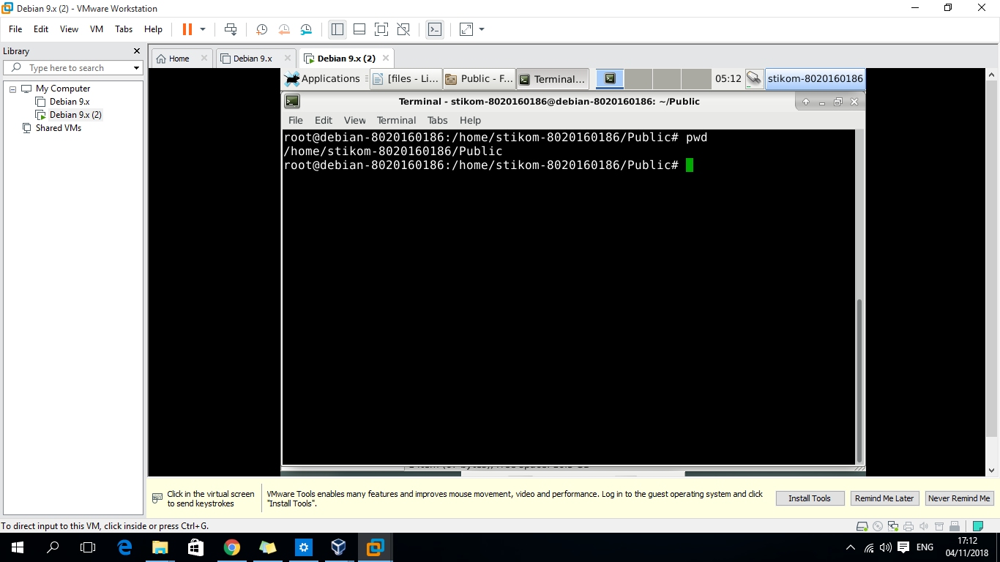 Debian 9.x (2) - VMware Workstation
File Edit View VM Tabs Help
Library
Type here to search
My Computer
Debian 9.x
Debian 9.x (2)
Shared VMs
Home
Debian 9.x
Debian 9.x (2)
Applications
[files - Li...
Public - F...
Terminal...
05:12
stikom-8020160186
Terminal - stikom-8020160186@debian-8020160186: ~/Public
File Edit View Terminal Tabs Help
root@debian-8020160186:/home/stikom-8020160186/Public# pwd
/home/stikom-8020160186/Public
root@debian-8020160186:/home/stikom-8020160186/Public#
Click in the virtual screen
to send keystrokes
VMware Tools enables many features and improves mouse movement, video and performance. Log in to the guest operating system and click
"Install Tools".
Install Tools
Remind Me Later
Never Remind Me
To direct input to this VM, click inside or press Ctrl+G.
ENG
17:12
04/11/2018